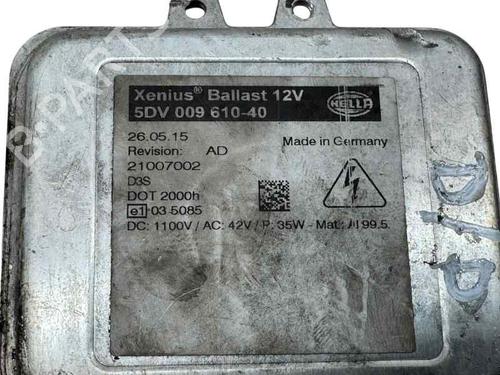 Xenius® Ballast 12V
5DV 009 610-40
HELLA
26.05.15
Made in Germany
Revision: AD
21007002
D3S
DOT 2000h
e1 03 5085
DC: 1100V / AC: 42V / P: 35W - Mat.: Al 99.5
B-PARTS